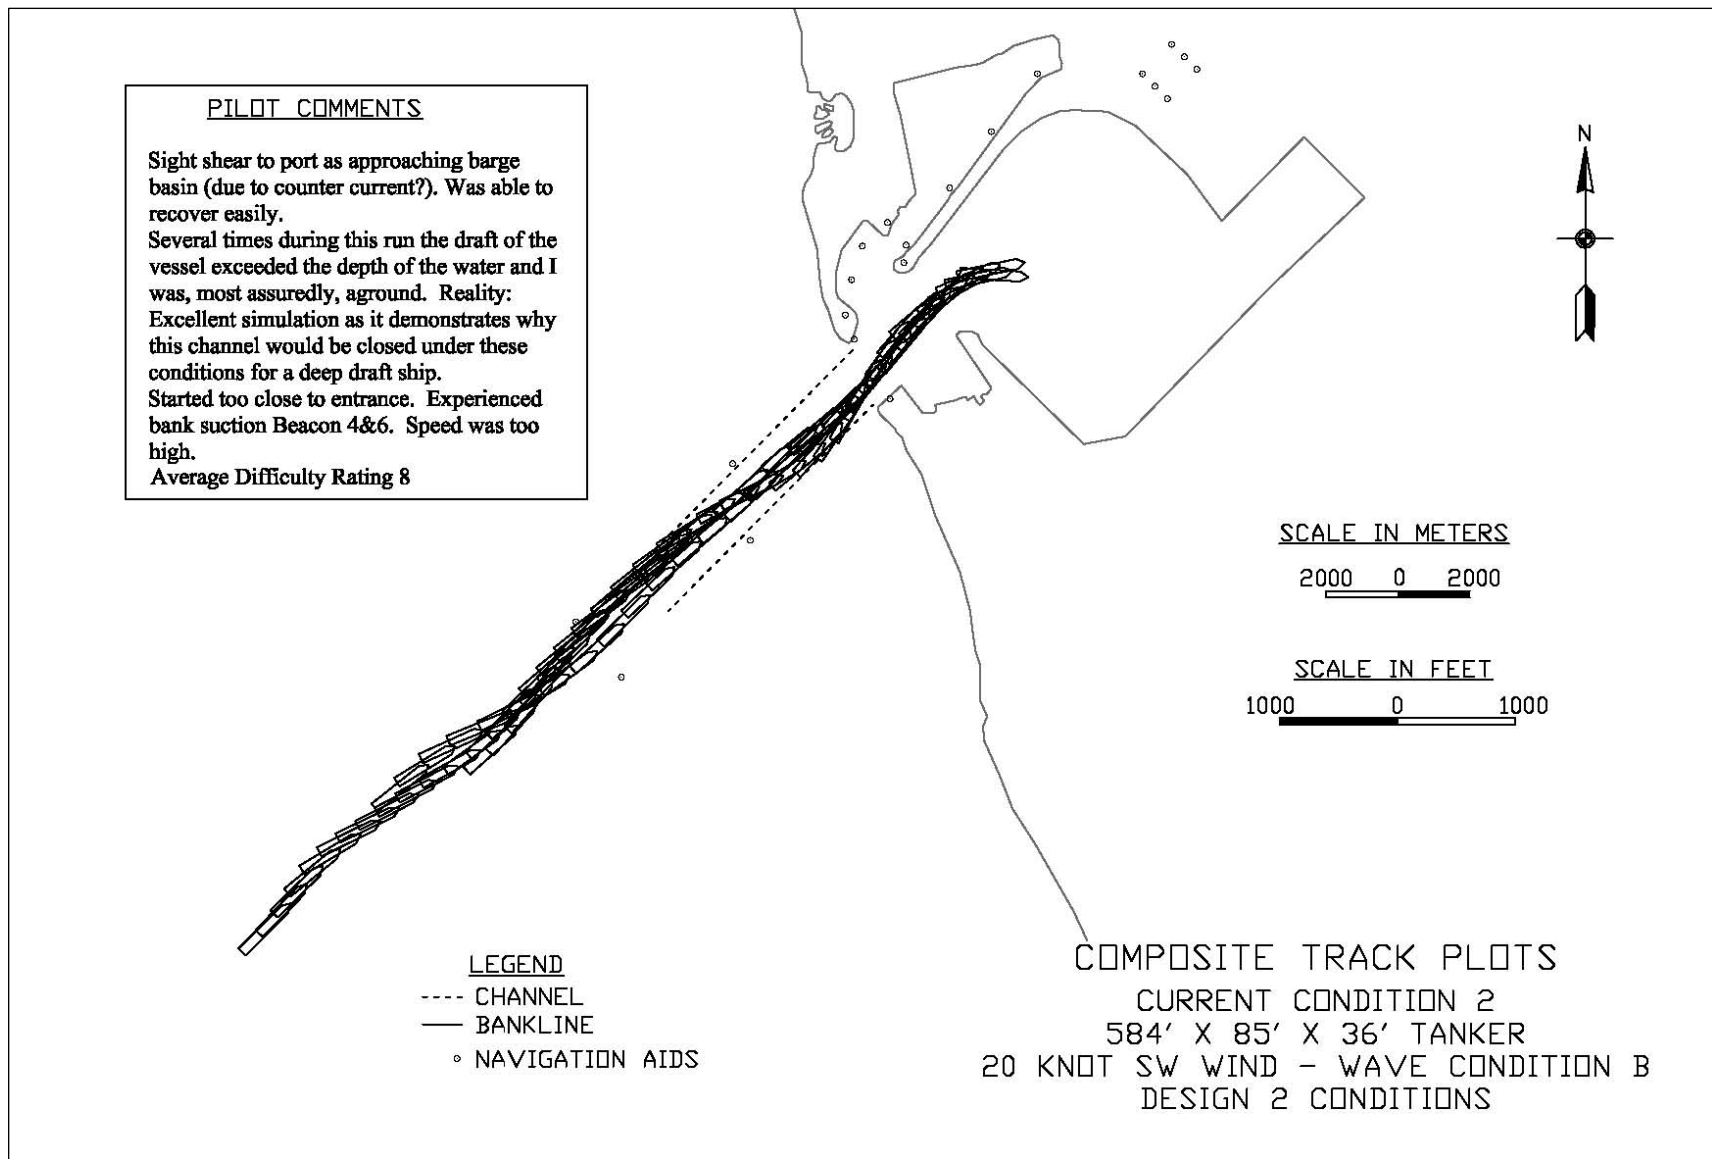 PILOT COMMENTS
Sight shear to port as approaching barge
basin (due to counter current?). Was able to
recover easily.
Several times during this run the draft of the
vessel exceeded the depth of the water and I
was, most assuredly, aground. Reality:
Excellent simulation as it demonstrates why
this channel would be closed under these
conditions for a deep draft ship.
Started too close to entrance. Experienced
bank suction Beacon 4&6. Speed was too
high.
Average Difficulty Rating 8
N
SCALE IN METERS
2000 0 2000
SCALE IN FEET
1000 0 1000
LEGEND
CHANNEL
BANKLINE
NAVIGATION AIDS
COMPOSITE TRACK PLOTS
CURRENT CONDITION 2
584' X 85' X 36' TANKER
20 KNOT SW WIND - WAVE CONDITION B
DESIGN 2 CONDITIONS